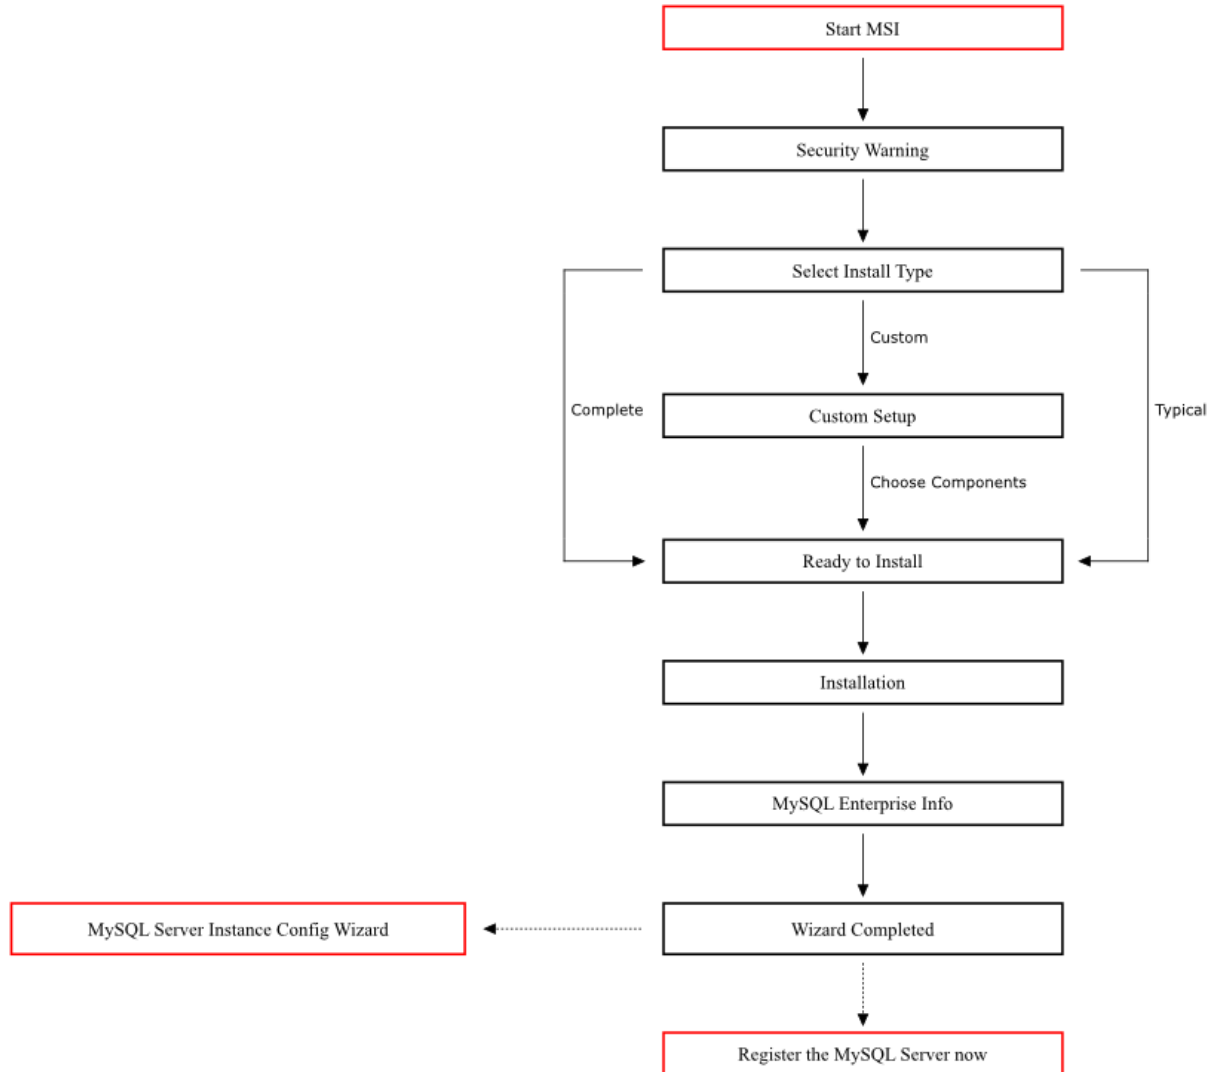 Start MSI
Security Warning
Select Install Type
Custom
Complete
Custom Setup
Typical
Choose Components
Ready to Install
Installation
MySQL Enterprise Info
MySQL Server Instance Config Wizard
Wizard Completed
Register the MySQL Server now